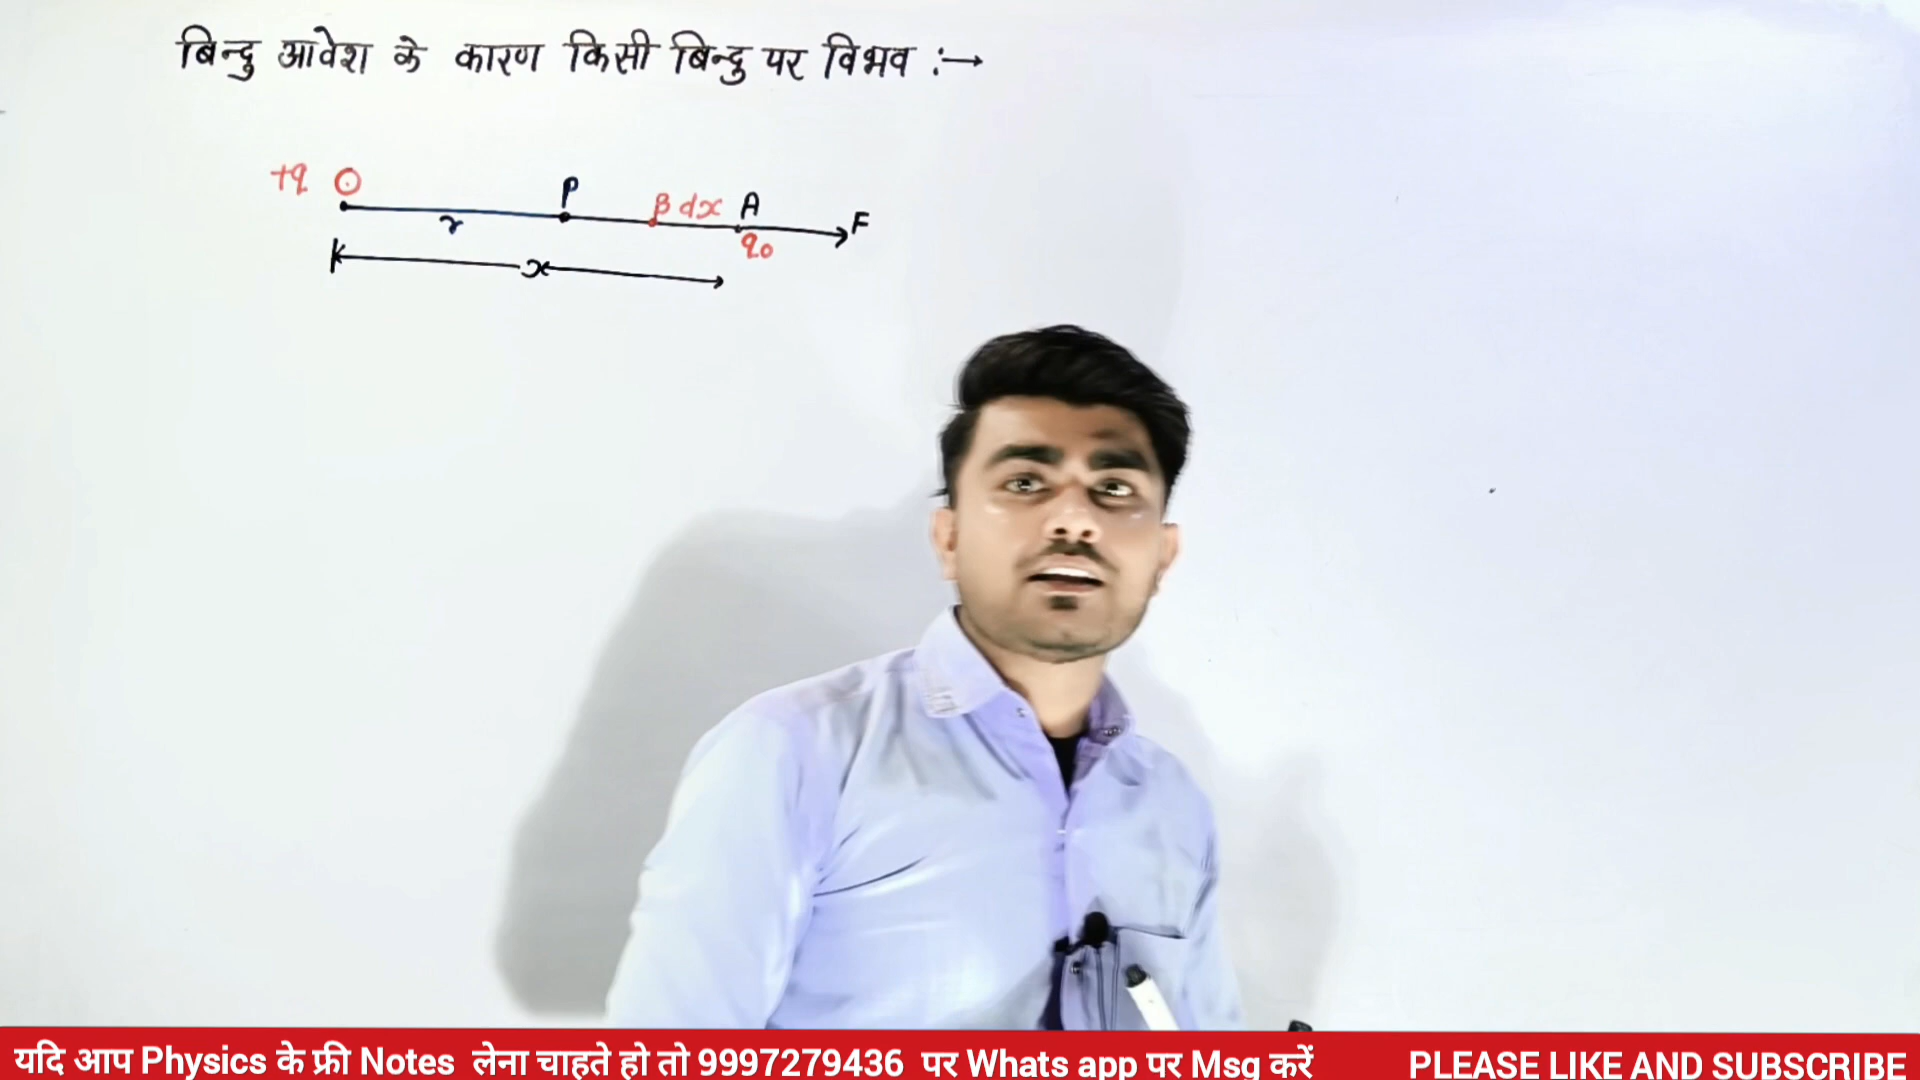 बिन्दु आवेश के कारण किसी बिन्दु पर विभव :→
+q O P B dx A F
r q₀
x
यदि आप Physics के फ्री Notes लेना चाहते हो तो 9997279436 पर Whats app पर Msg करें PLEASE LIKE AND SUBSCRIBE